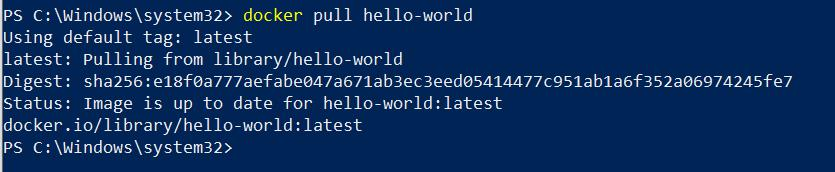 PS C:\Windows\system32> docker pull hello-world
Using default tag: latest
latest: Pulling from library/hello-world
Digest: sha256:e18f0a777aefabe047a671ab3ec3eed05414477c951ab1a6f352a06974245fe7
Status: Image is up to date for hello-world:latest
docker.io/library/hello-world:latest
PS C:\Windows\system32>